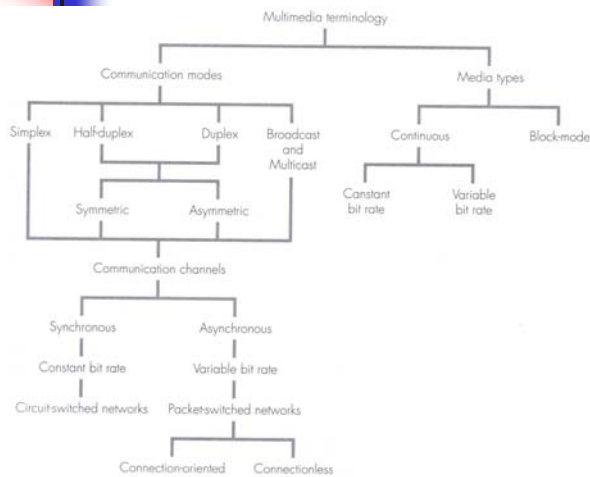 Multimedia terminology
Communication modes
Media types
Simplex
Half-duplex
Duplex
Broadcast
and
Multicast
Continuous
Block-mode
Symmetric
Asymmetric
Constant
bit rate
Variable
bit rate
Communication channels
Synchronous
Asynchronous
Constant bit rate
Variable bit rate
Circuit-switched networks
Packet-switched networks
Connection-oriented
Connectionless